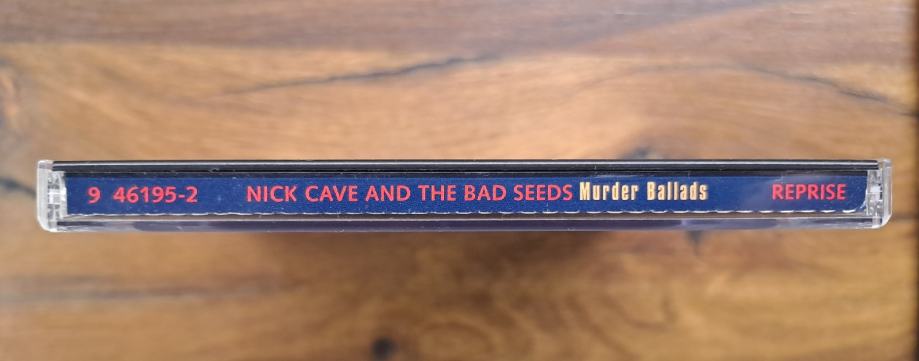 9 46195-2 NICK CAVE AND THE BAD SEEDS Murder Ballads REPRISE